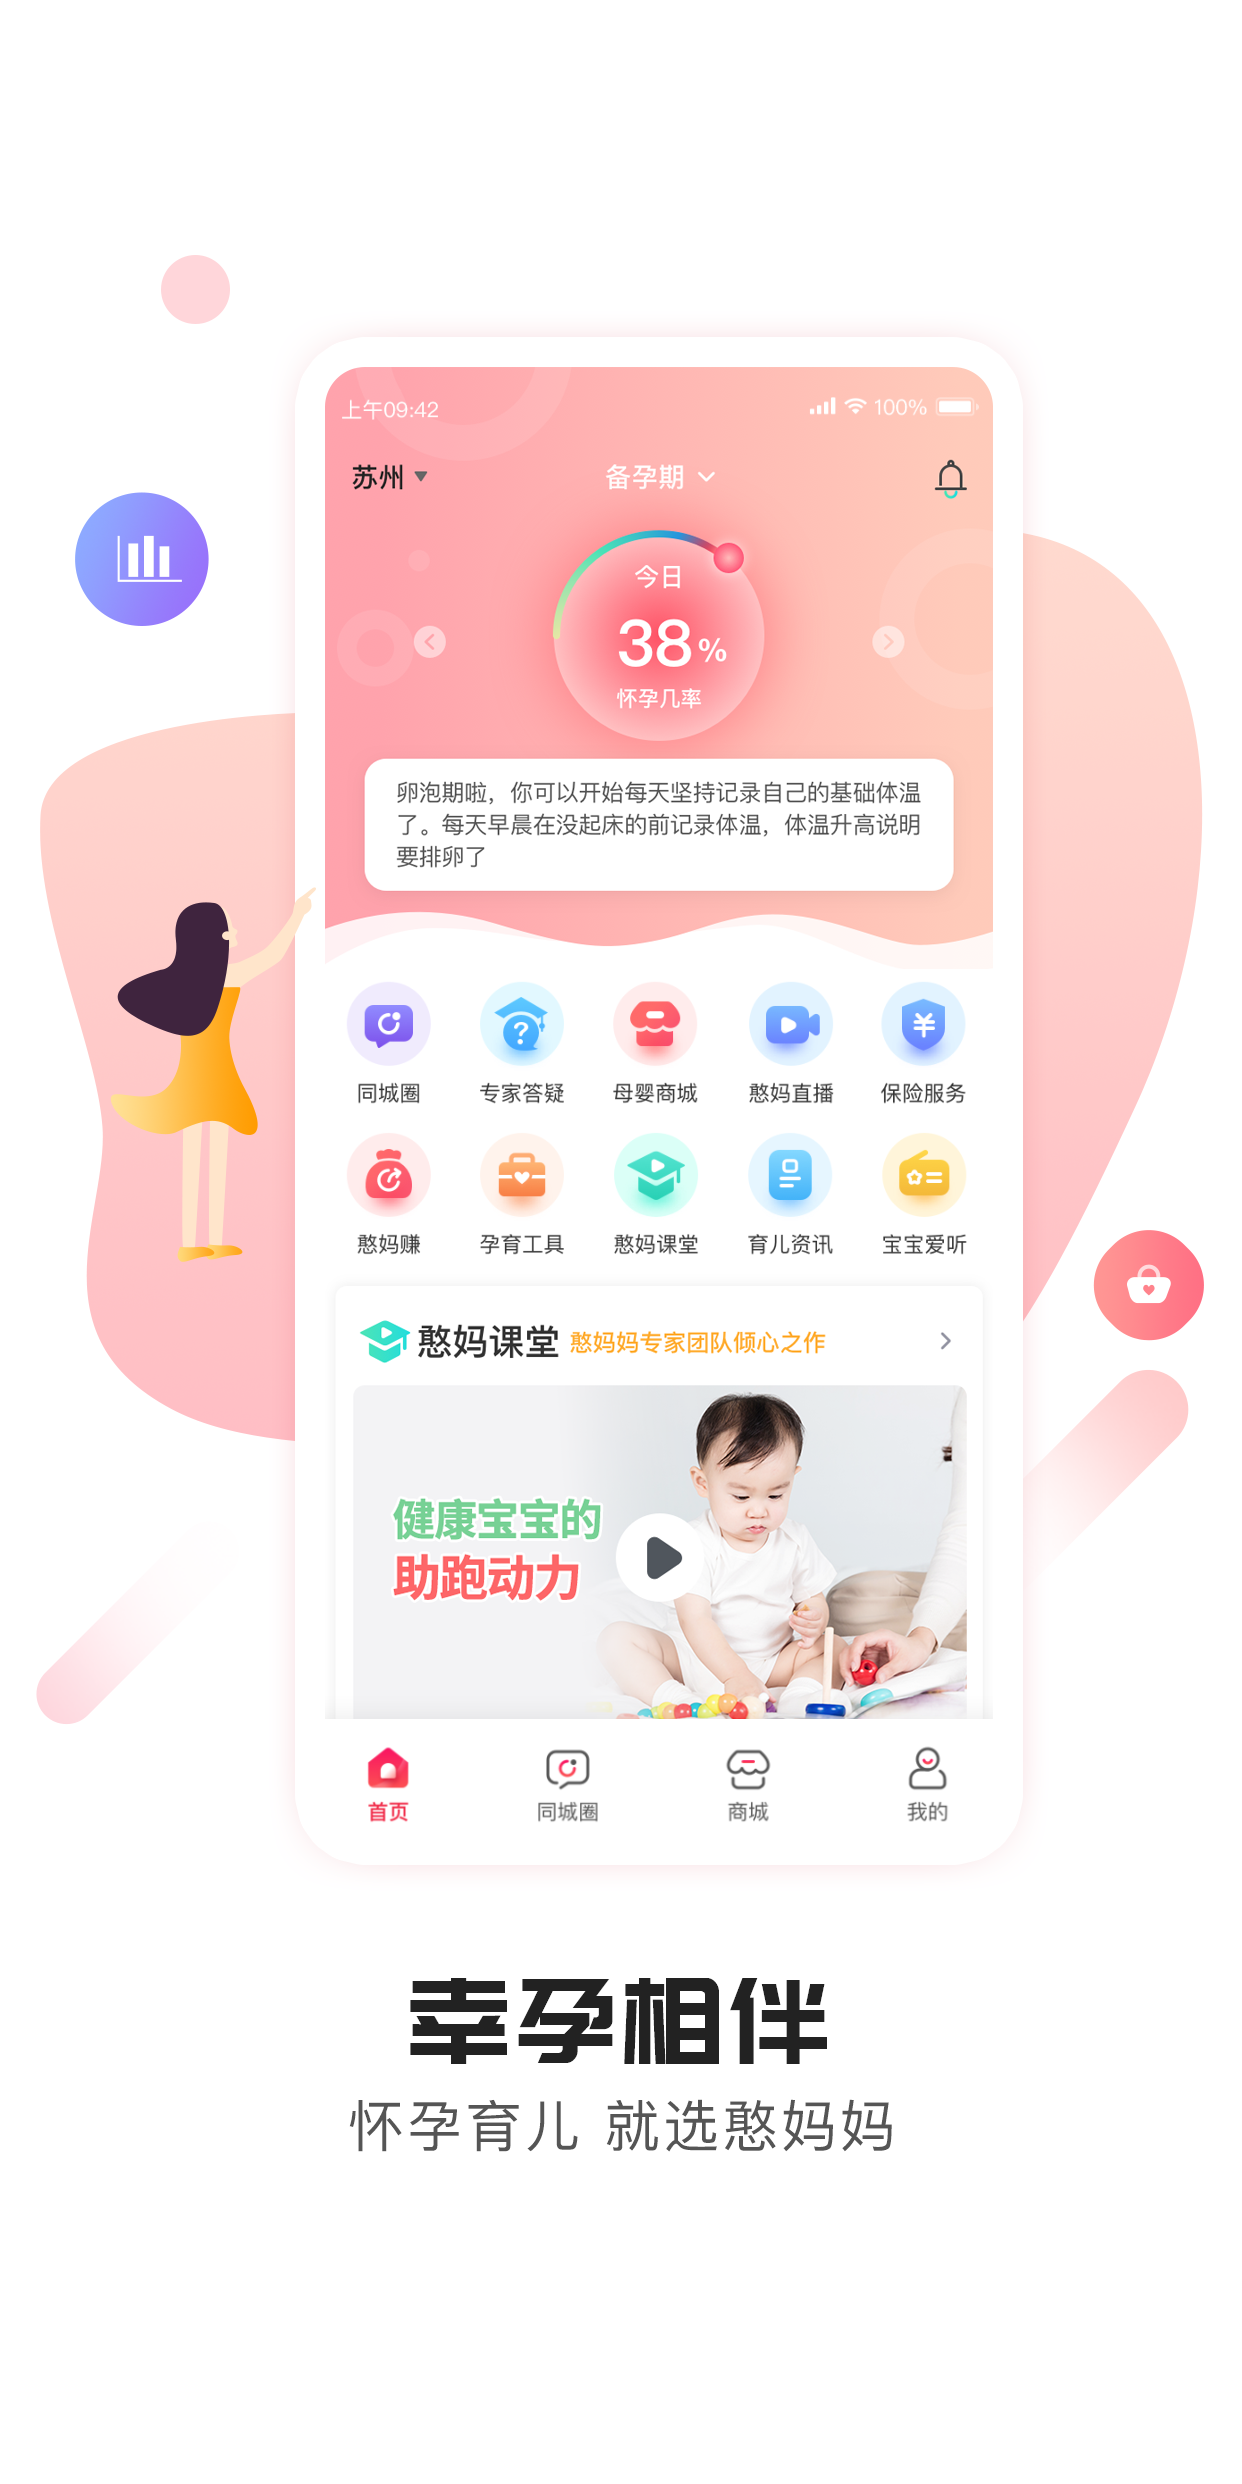 上午09:42
100%
苏州
备孕期
今日
38%
怀孕几率
卵泡期啦，你可以开始每天坚持记录自己的基础体温
了。每天早晨在没起床的前记录体温，体温升高说明
要排卵了
同城圈
专家答疑
母婴商城
憨妈直播
保险服务
憨妈赚
孕育工具
憨妈课堂
育儿资讯
宝宝爱听
憨妈课堂 憨妈妈专家团队倾心之作
健康宝宝的
助跑动力
首页
同城圈
商城
我的
幸孕相伴
怀孕育儿 就选憨妈妈